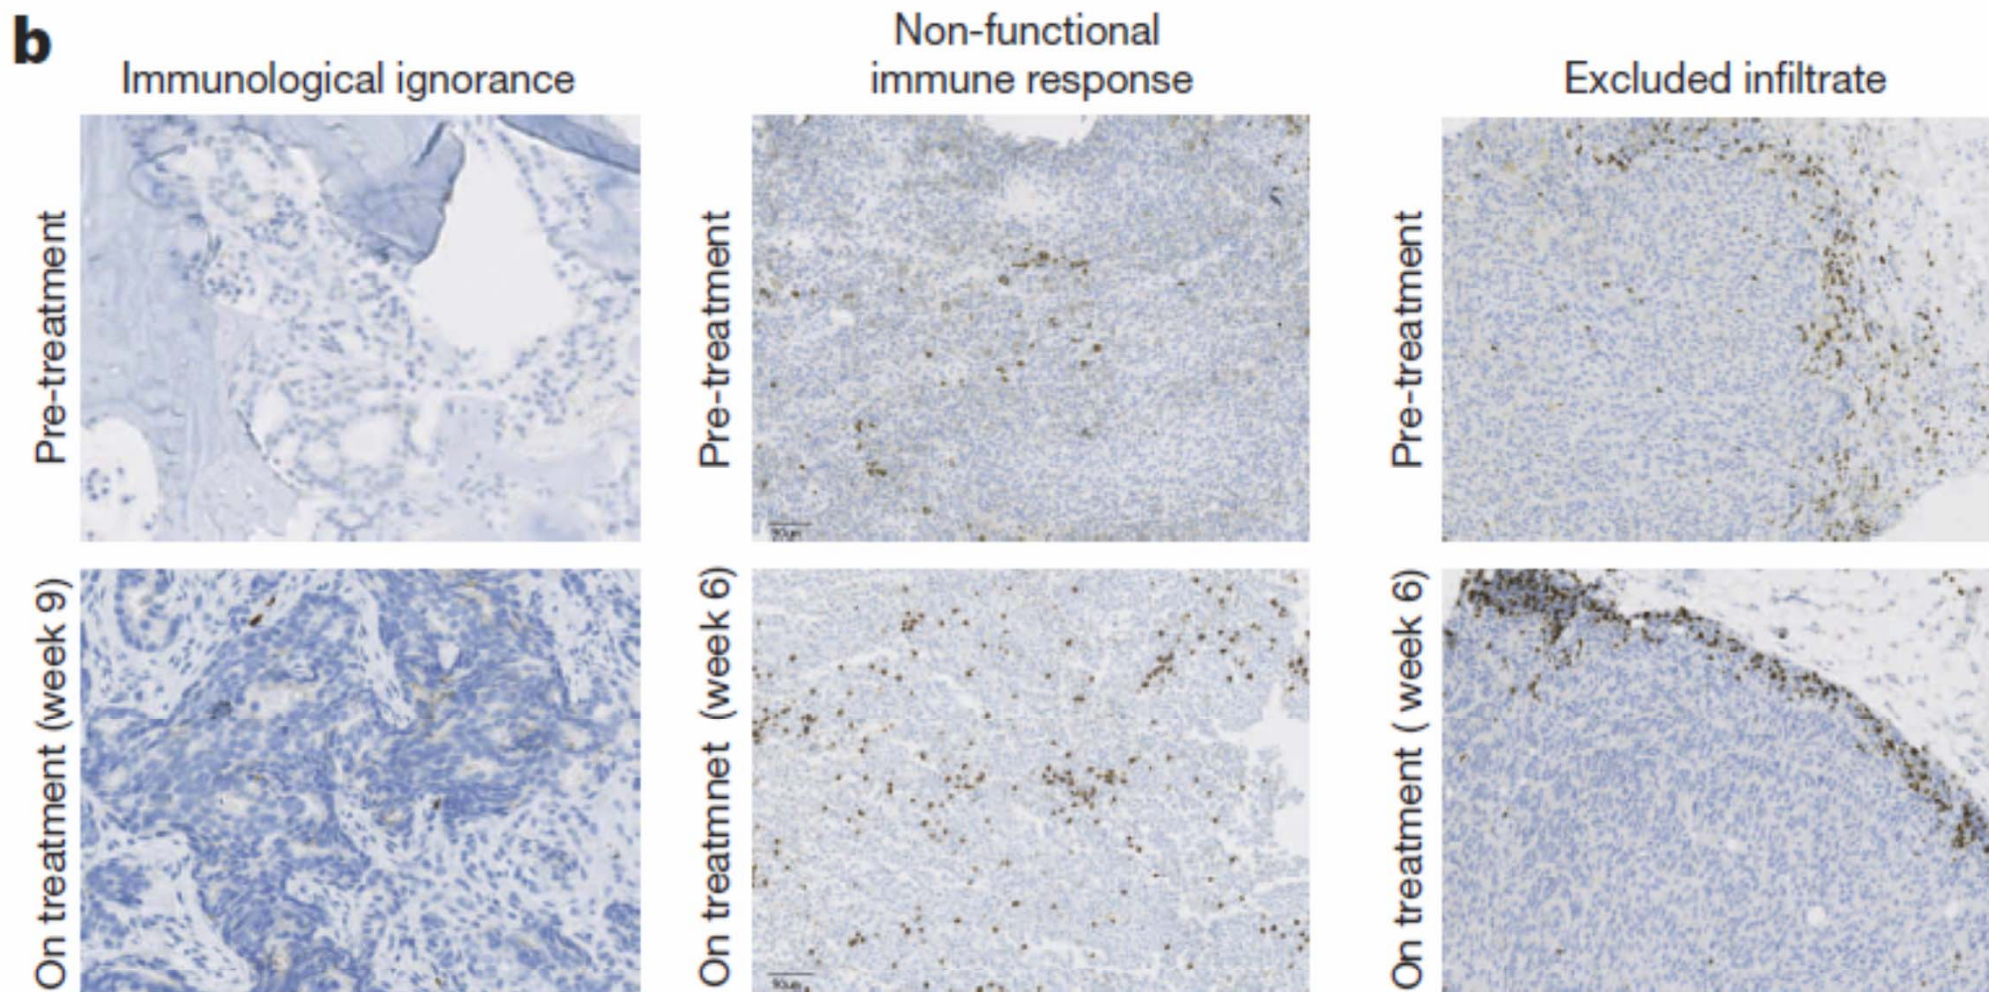 b
Immunological ignorance
Non-functional
immune response
Excluded infiltrate
Pre-treatment
Pre-treatment
Pre-treatment
On treatment (week 9)
On treatmnet (week 6)
On treatment ( week 6)